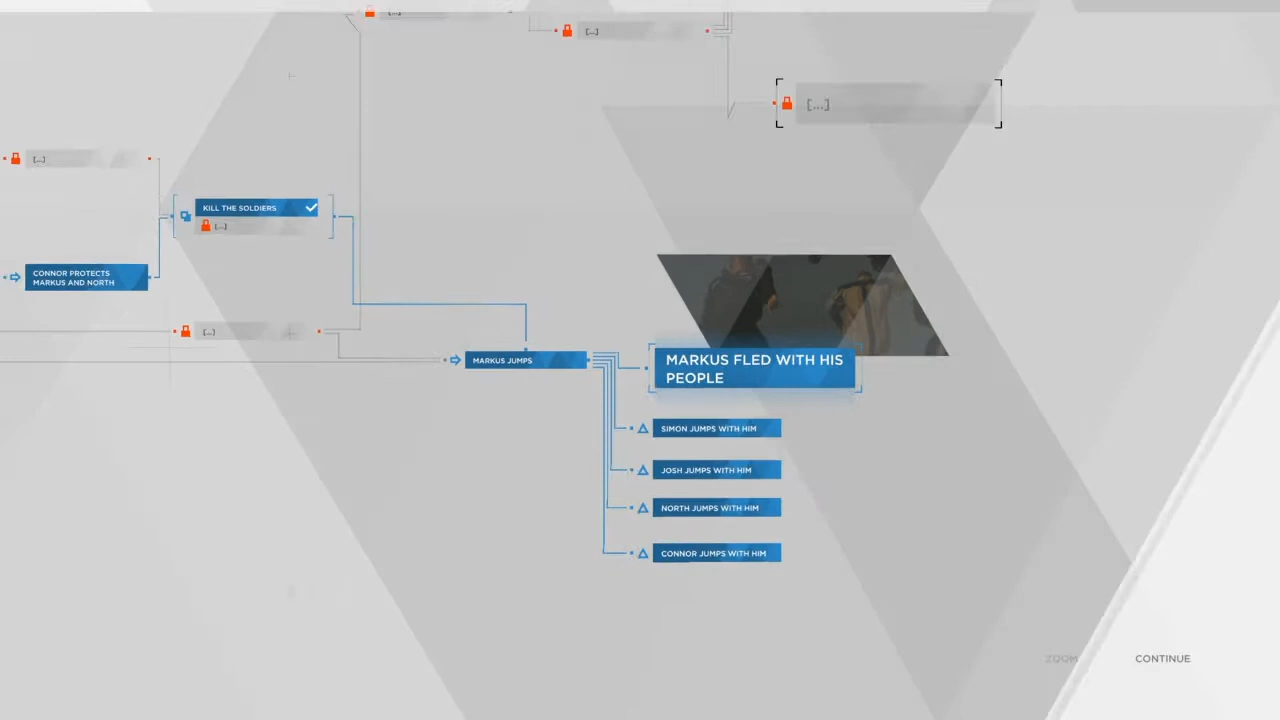 [...]
[...]
[...]
[...]
KILL THE SOLDIERS
[...]
CONNOR PROTECTS
MARKUS AND NORTH
[...]
MARKUS JUMPS
MARKUS FLED WITH HIS
PEOPLE
SIMON JUMPS WITH HIM
JOSH JUMPS WITH HIM
NORTH JUMPS WITH HIM
CONNOR JUMPS WITH HIM
ZOOM
CONTINUE